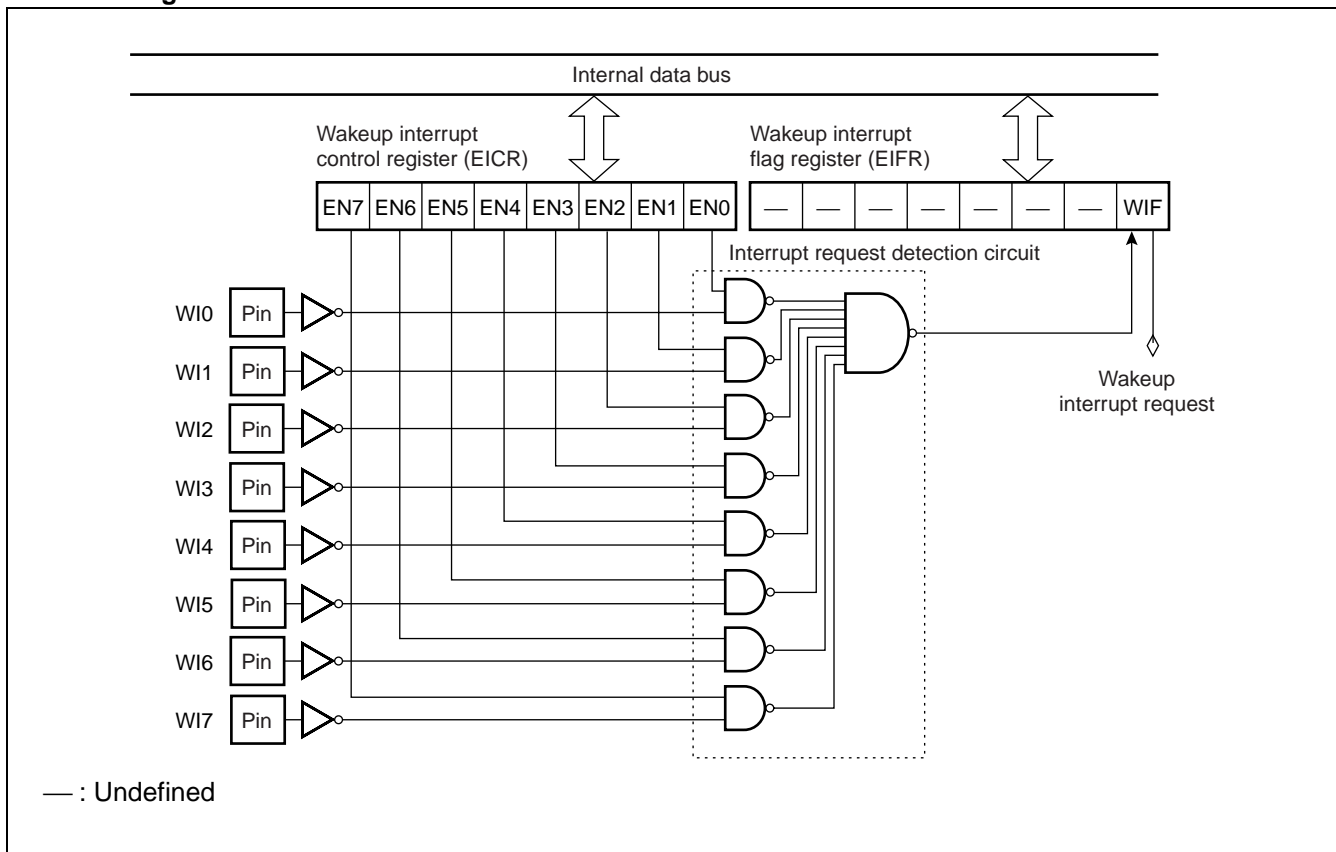 Internal data bus
Wakeup interrupt
control register (EICR)
Wakeup interrupt
flag register (EIFR)
EN7 EN6 EN5 EN4 EN3 EN2 EN1 EN0 — — — — — — — WIF
Interrupt request detection circuit
WI0 Pin
WI1 Pin
Wakeup
interrupt request
WI2 Pin
WI3 Pin
WI4 Pin
WI5 Pin
WI6 Pin
WI7 Pin
— : Undefined